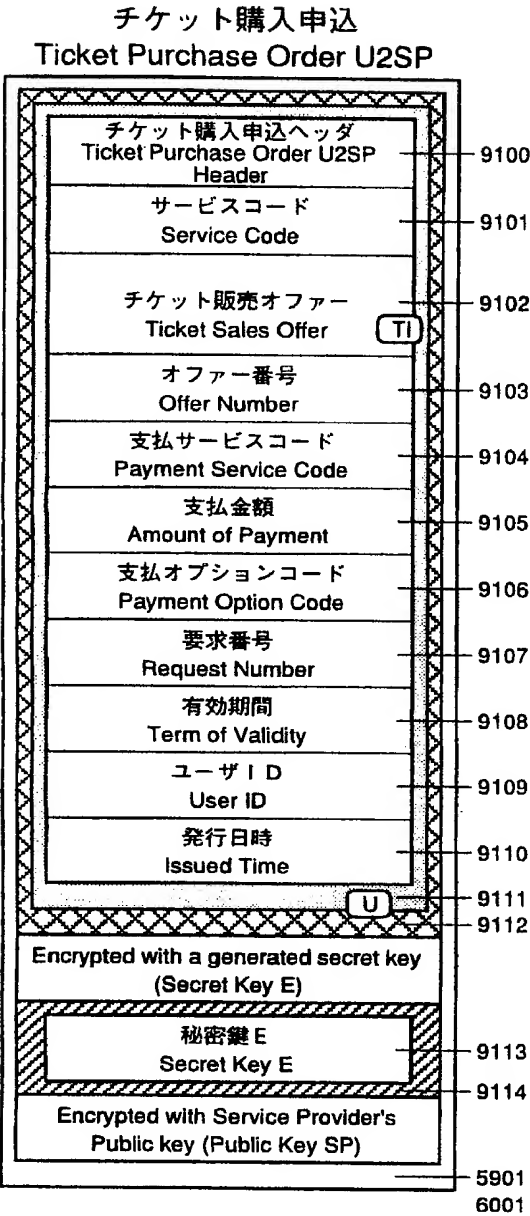 チケット購入申込
Ticket Purchase Order U2SP
チケット購入申込ヘッダ
Ticket Purchase Order U2SP
Header
9100
サービスコード
Service Code
9101
チケット販売オファー
Ticket Sales Offer
TI
9102
オファー番号
Offer Number
9103
支払サービスコード
Payment Service Code
9104
支払金額
Amount of Payment
9105
支払オプションコード
Payment Option Code
9106
要求番号
Request Number
9107
有効期間
Term of Validity
9108
ユーザID
User ID
9109
発行日時
Issued Time
9110
U
9111
9112
Encrypted with a generated secret key
(Secret Key E)
秘密鍵E
Secret Key E
9113
9114
Encrypted with Service Provider's
Public key (Public Key SP)
5901
6001